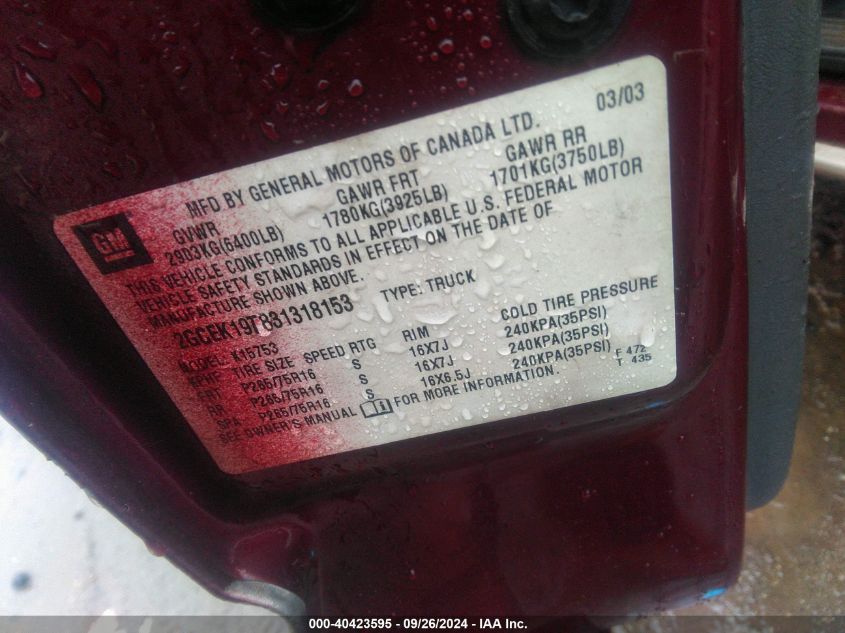 03/03
MFD BY GENERAL MOTORS OF CANADA LTD.
GVWR GAWR FRT GAWR RR
2903KG(6400LB) 1780KG(3925LB) 1701KG(3750LB)
GM
THIS VEHICLE CONFORMS TO ALL APPLICABLE U.S. FEDERAL MOTOR
VEHICLE SAFETY STANDARDS IN EFFECT ON THE DATE OF
MANUFACTURE SHOWN ABOVE.
2GCEK19T831318153 TYPE: TRUCK
MODEL: K15753
TIRE SIZE SPEED RTG RIM COLD TIRE PRESSURE
FRT P265/75R16 S 16X7J 240KPA(35PSI)
RR P265/75R16 S 16X7J 240KPA(35PSI)
SPA P265/75R16 S 16X6.5J 240KPA(35PSI)
SEE OWNER'S MANUAL FOR MORE INFORMATION.
F 472
T 435
000-40423595 - 09/26/2024 - IAA Inc.